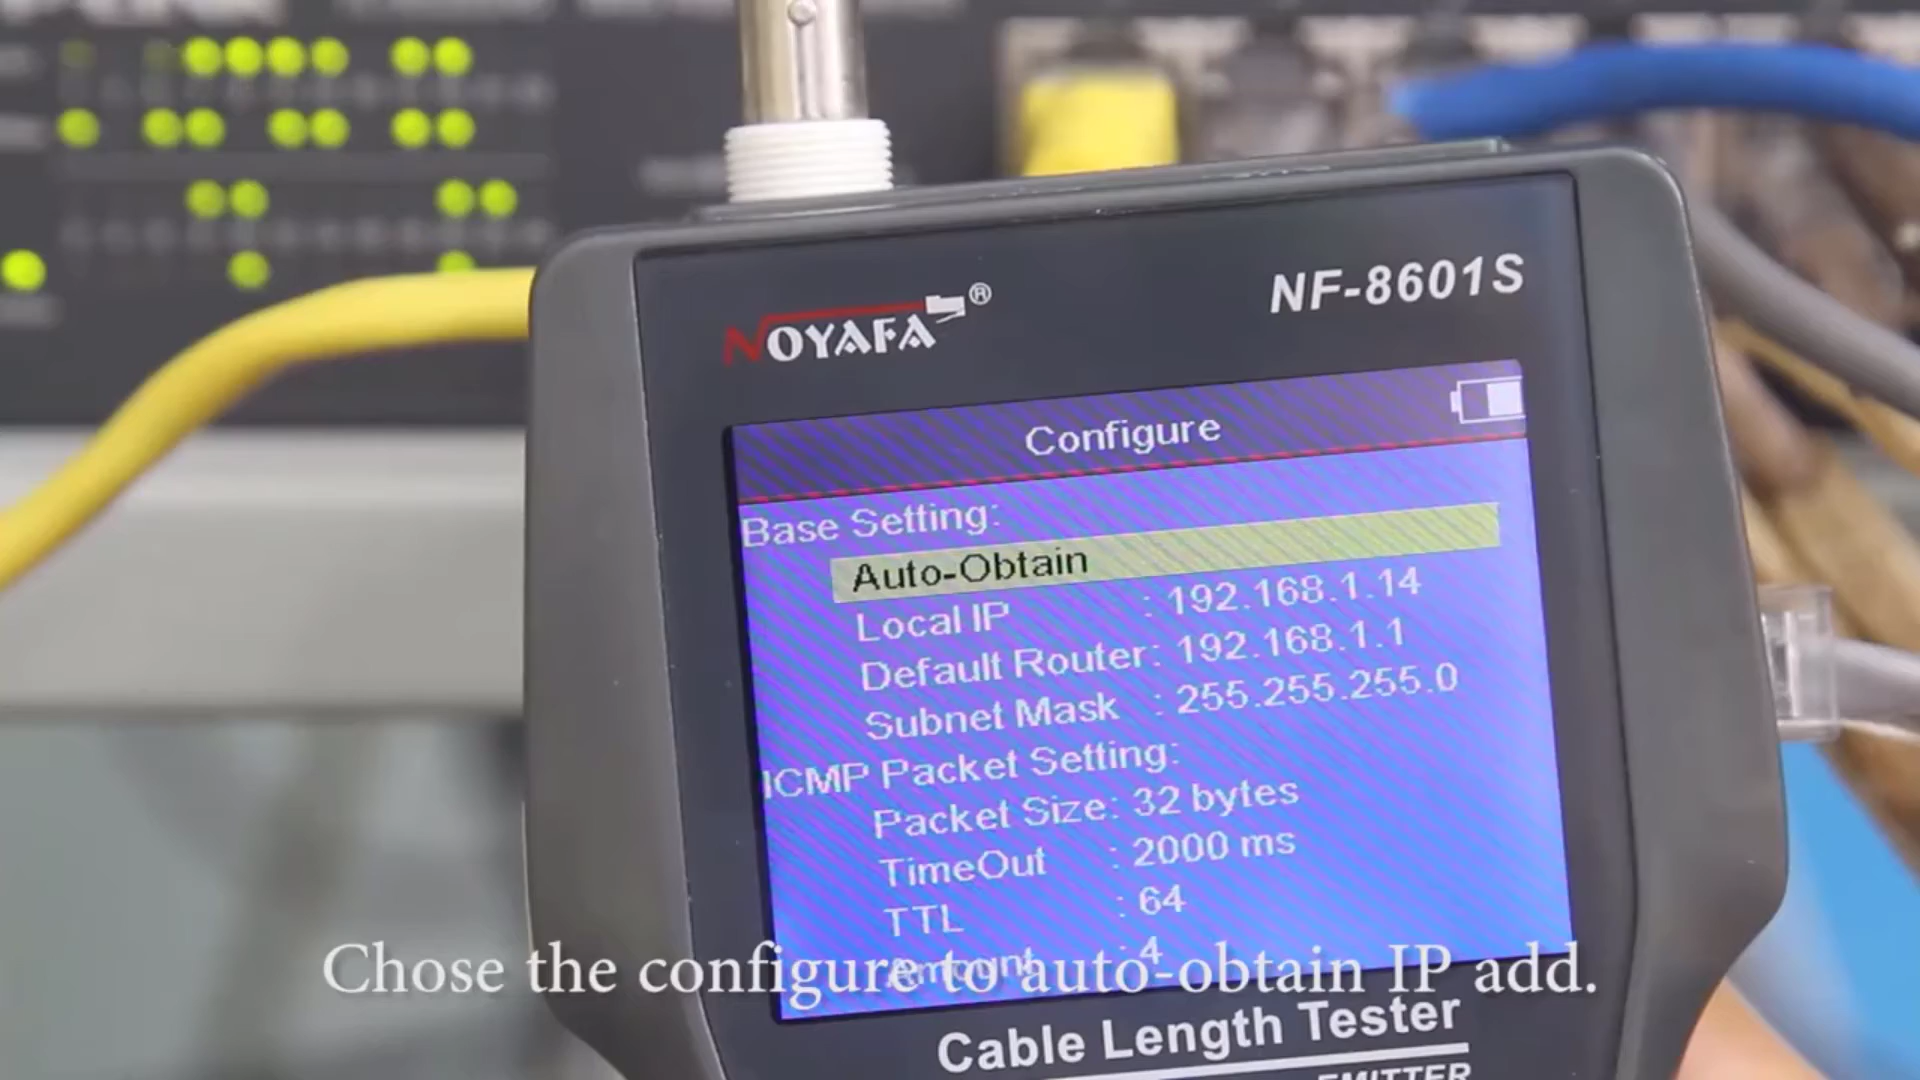 NOYAFA®
NF-8601S
Configure
Base Setting:
Auto-Obtain
Local IP : 192.168.1.14
Default Router: 192.168.1.1
Subnet Mask : 255.255.255.0
ICMP Packet Setting:
Packet Size: 32 bytes
TimeOut : 2000 ms
TTL : 64
Amount : 4
Chose the configure to auto-obtain IP add.
Cable Length Tester
EMITTER